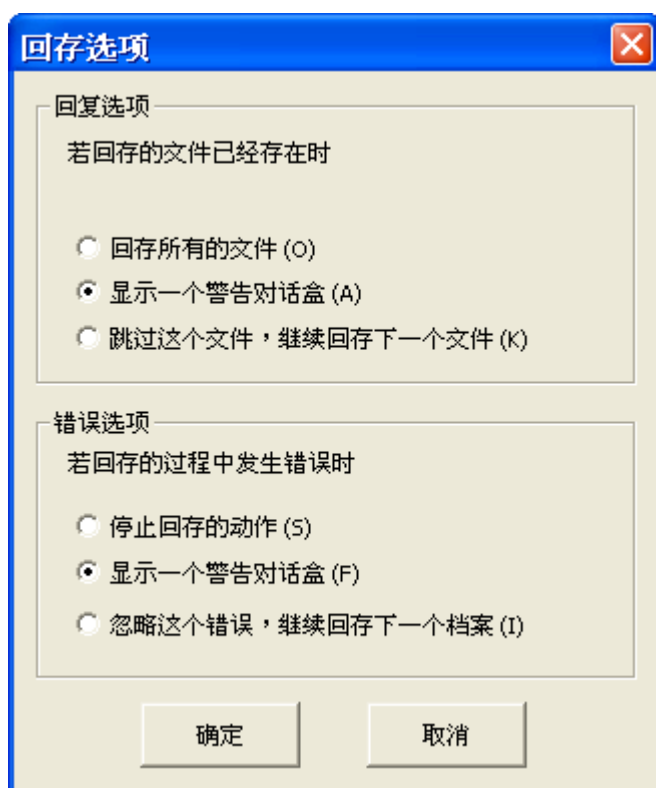 回存选项
回复选项
若回存的文件已经存在时
回存所有的文件 (O)
显示一个警告对话盒 (A)
跳过这个文件，继续回存下一个文件 (K)
错误选项
若回存的过程中发生错误时
停止回存的动作 (S)
显示一个警告对话盒 (F)
忽略这个错误，继续回存下一个档案 (I)
确定
取消